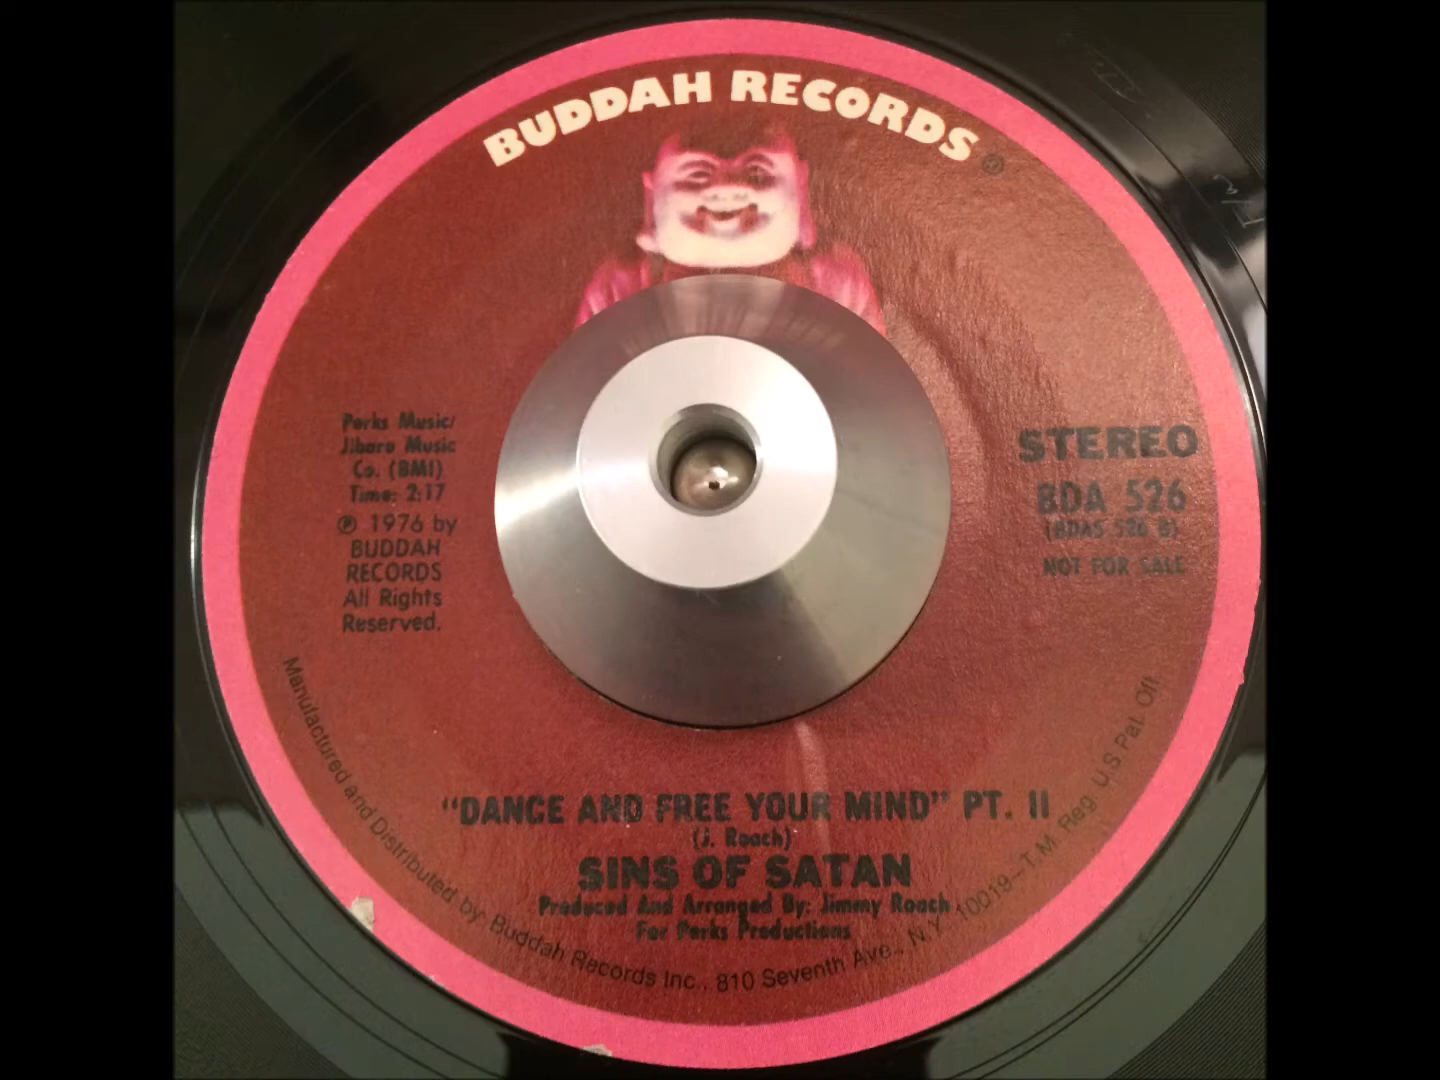 BUDDAH RECORDS ®
Perks Music/
Jibaro Music
Co. (BMI)
Time: 2:17
℗ 1976 by
BUDDAH
RECORDS
All Rights
Reserved.
STEREO
BDA 526
(BDAS 526 B)
NOT FOR SALE
"DANCE AND FREE YOUR MIND" PT. II
(J. Roach)
SINS OF SATAN
Produced And Arranged By: Jimmy Roach
For Perks Productions
Manufactured and Distributed by Buddah Records Inc., 810 Seventh Ave., N.Y. 10019—T.M. Reg. U.S. Pat. Off.